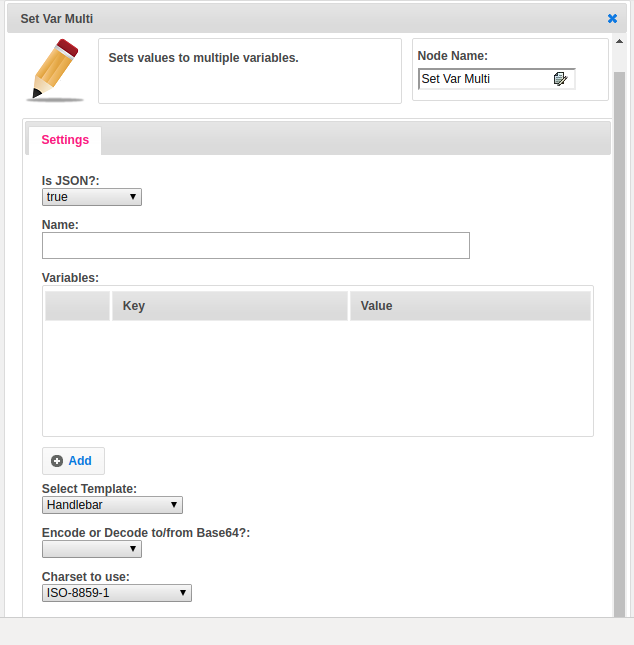 Set Var Multi
Sets values to multiple variables.
Node Name:
Set Var Multi
Settings
Is JSON?:
true
Name:
Variables:
Key Value
Add
Select Template:
Handlebar
Encode or Decode to/from Base64?:
Charset to use:
ISO-8859-1